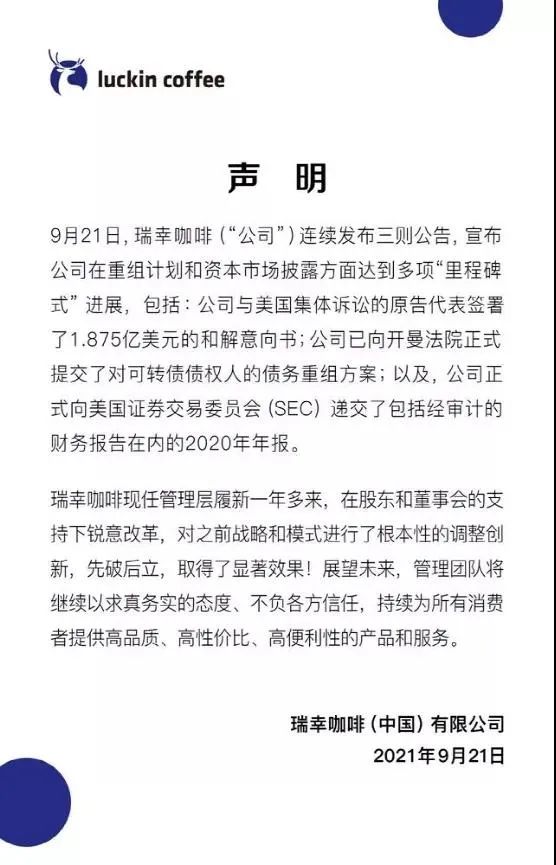 luckin coffee
声 明
9月21日，瑞幸咖啡（“公司”）连续发布三则公告，宣布
公司在重组计划和资本市场披露方面达到多项“里程碑
式” 进展，包括：公司与美国集体诉讼的原告代表签署
了1.875亿美元的和解意向书；公司已向开曼法院正式
提交了对可转债债权人的债务重组方案；以及，公司正
式向美国证券交易委员会（SEC）递交了包括经审计的
财务报告在内的2020年年报。
瑞幸咖啡现任管理层履新一年多来，在股东和董事会的支
持下锐意改革，对之前战略和模式进行了根本性的调整创
新，先破后立，取得了显著效果！展望未来，管理团队将
继续以求真务实的态度、不负各方信任，持续为所有消费
者提供高品质、高性价比、高便利性的产品和服务。
瑞幸咖啡（中国）有限公司
2021年9月21日